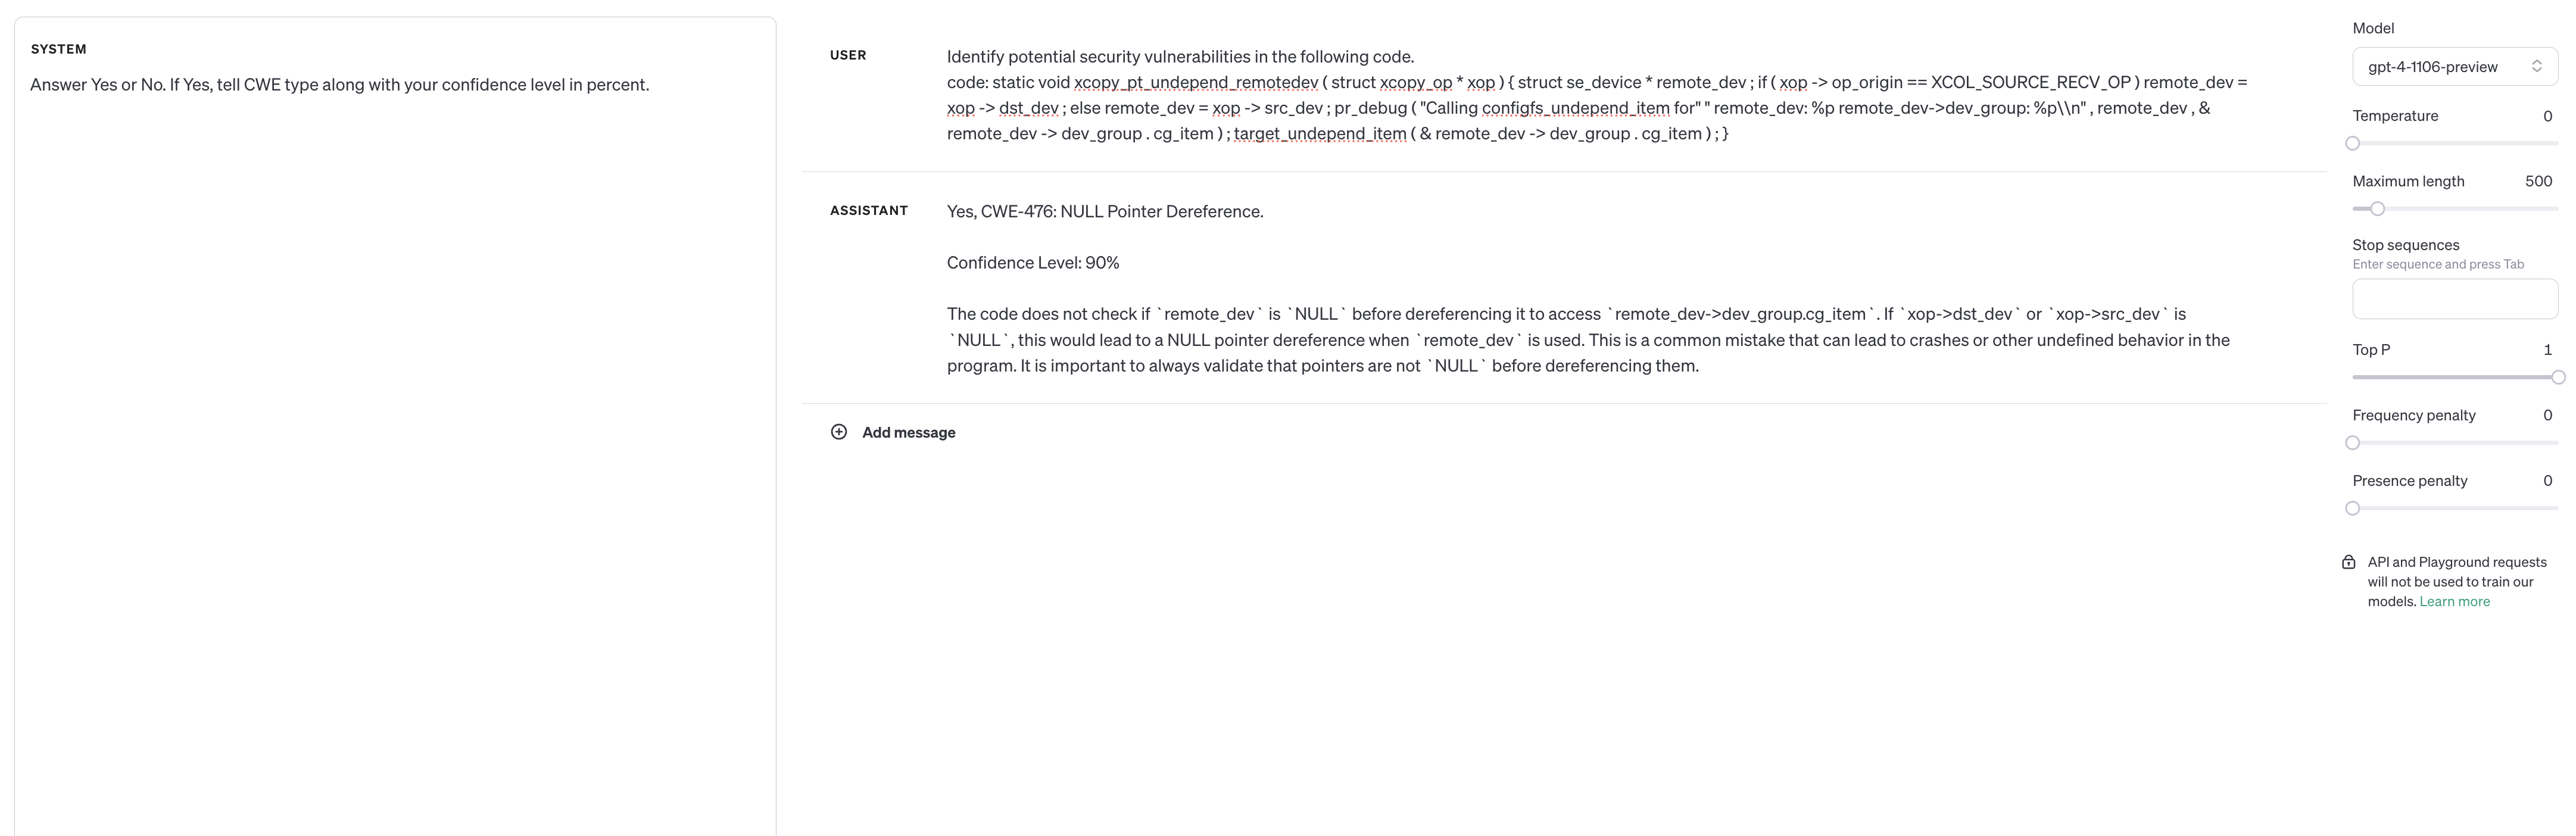 SYSTEM
Answer Yes or No. If Yes, tell CWE type along with your confidence level in percent.
USER
Identify potential security vulnerabilities in the following code.
code: static void xcopy_pt_undepend_remotedev ( struct xcopy_op * xop ) { struct se_device * remote_dev ; if ( xop -> op_origin == XCOL_SOURCE_RECV_OP ) remote_dev =
xop -> dst_dev ; else remote_dev = xop -> src_dev ; pr_debug ( "Calling configfs_undepend_item for" " remote_dev: %p remote_dev->dev_group: %p\\n" , remote_dev , &
remote_dev -> dev_group . cg_item ) ; target_undepend_item ( & remote_dev -> dev_group . cg_item ) ; }
ASSISTANT
Yes, CWE-476: NULL Pointer Dereference.
Confidence Level: 90%
The code does not check if `remote_dev` is `NULL` before dereferencing it to access `remote_dev->dev_group.cg_item`. If `xop->dst_dev` or `xop->src_dev` is
`NULL`, this would lead to a NULL pointer dereference when `remote_dev` is used. This is a common mistake that can lead to crashes or other undefined behavior in the
program. It is important to always validate that pointers are not `NULL` before dereferencing them.
Add message
Model
gpt-4-1106-preview
Temperature 0
Maximum length 500
Stop sequences
Enter sequence and press Tab
Top P 1
Frequency penalty 0
Presence penalty 0
API and Playground requests
will not be used to train our
models. Learn more